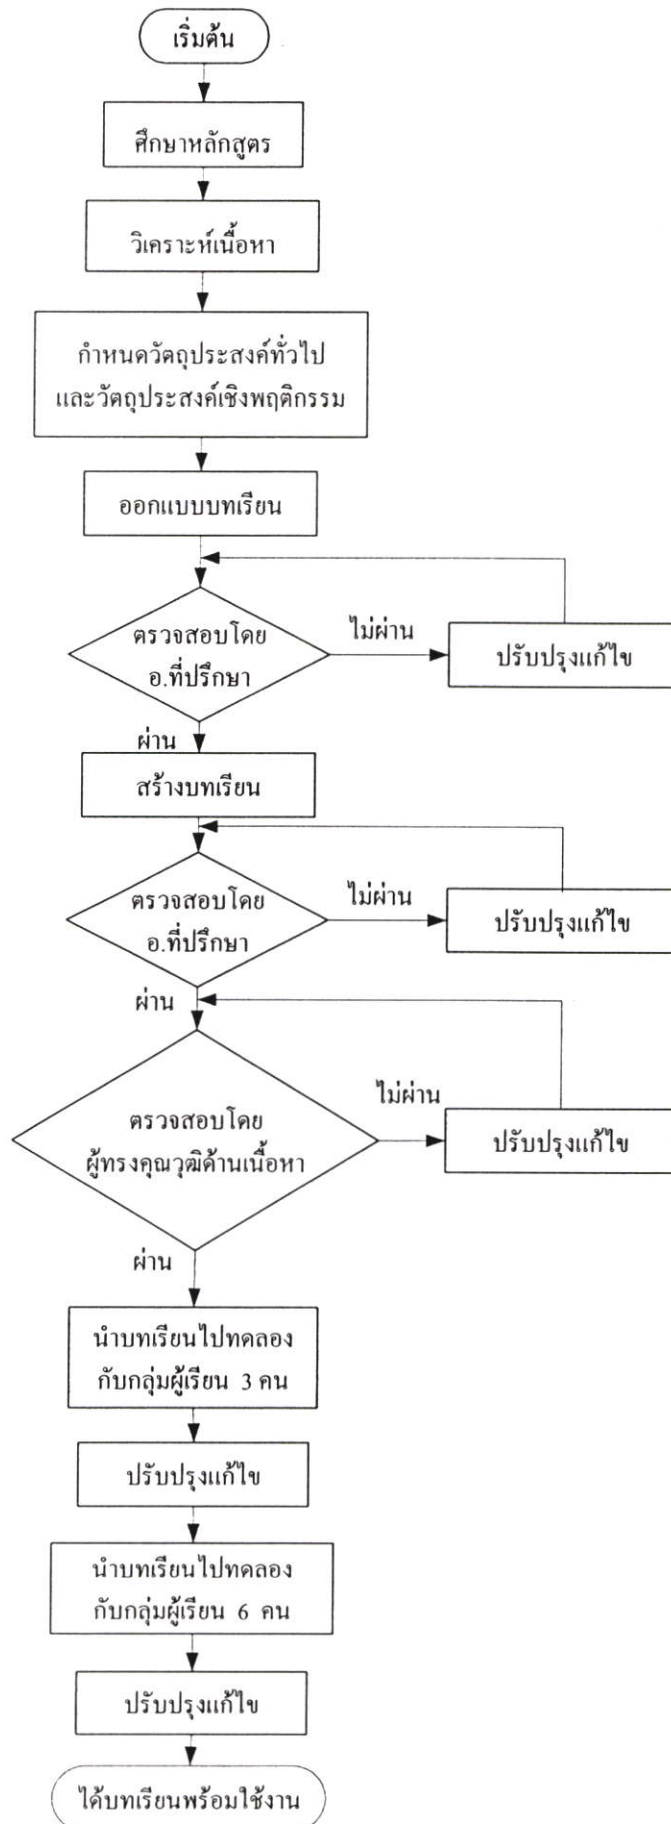 เริ่มต้น
ศึกษาหลักสูตร
วิเคราะห์เนื้อหา
กำหนดวัตถุประสงค์ทั่วไป
และวัตถุประสงค์เชิงพฤติกรรม
ออกแบบบทเรียน
ตรวจสอบโดย
อ.ที่ปรึกษา
ไม่ผ่าน
ปรับปรุงแก้ไข
ผ่าน
สร้างบทเรียน
ตรวจสอบโดย
อ.ที่ปรึกษา
ไม่ผ่าน
ปรับปรุงแก้ไข
ผ่าน
ตรวจสอบโดย
ผู้ทรงคุณวุฒิด้านเนื้อหา
ไม่ผ่าน
ปรับปรุงแก้ไข
ผ่าน
นำบทเรียนไปทดลอง
กับกลุ่มผู้เรียน 3 คน
ปรับปรุงแก้ไข
นำบทเรียนไปทดลอง
กับกลุ่มผู้เรียน 6 คน
ปรับปรุงแก้ไข
ได้บทเรียนพร้อมใช้งาน